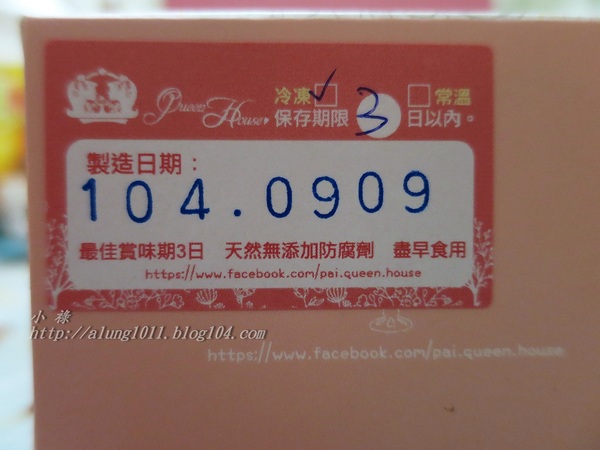 Queen House
冷凍✓□ □常溫
保存期限 3 日以內。
製造日期：
104.0909
最佳賞味期3日 天然無添加防腐劑 盡早食用
https://www.facebook.com/pai.queen.house
小祿
http://alung1011.blog104.com
https://www.facebook.com/pai.queen.house